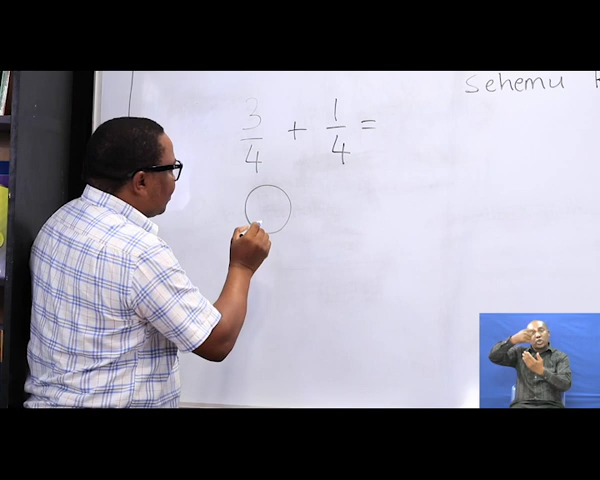 Sehemu
3/4 + 1/4 =